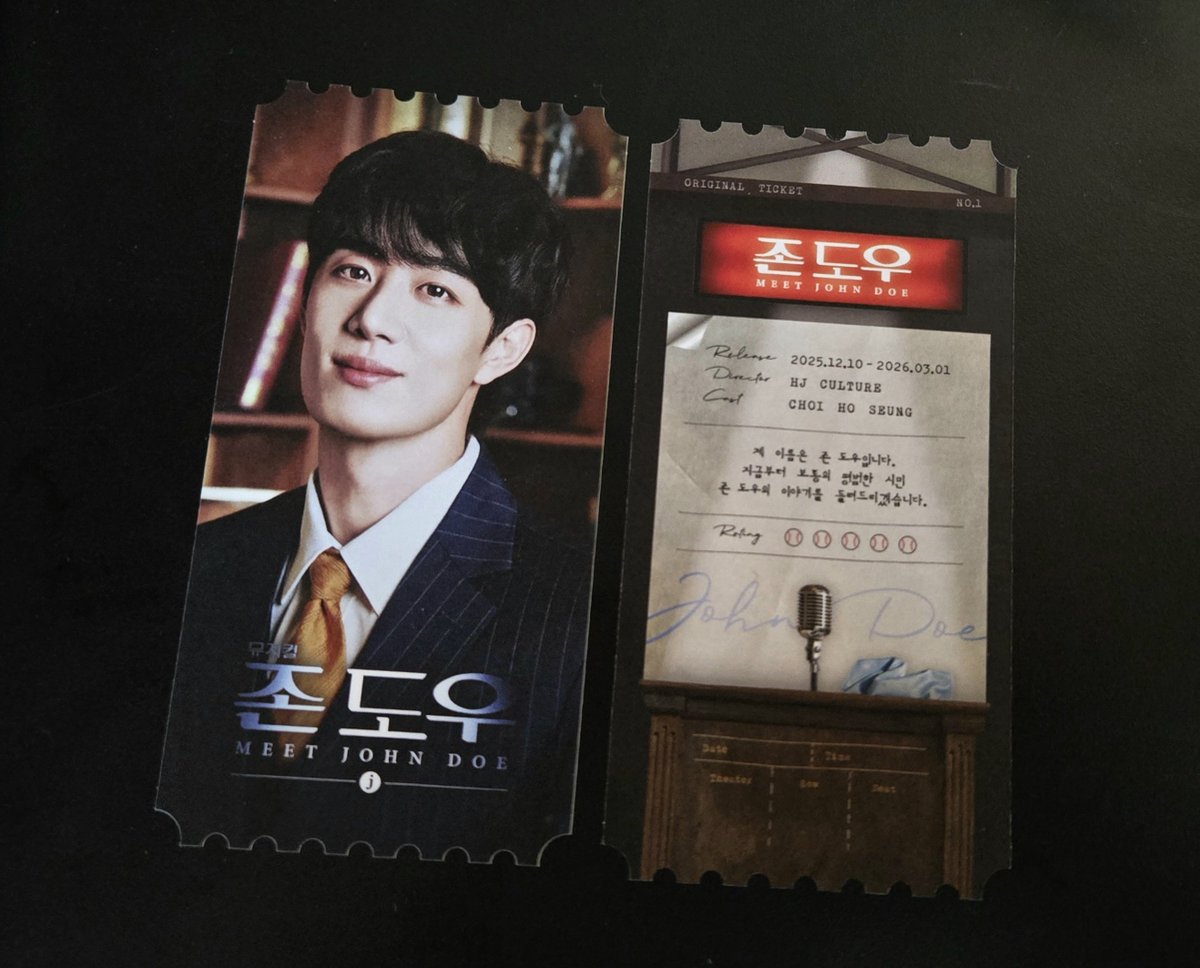 뮤지컬
존 도우
MEET JOHN DOE
j
ORIGINAL TICKET
NO.1
존 도우
MEET JOHN DOE
Release 2025.12.10 - 2026.03.01
Director HJ CULTURE
Cast CHOI HO SEUNG
제 이름은 존 도우입니다.
지금부터 보통의 평범한 시민
존 도우의 이야기를 들려드리겠습니다.
Rating
John Doe
Date Time
Theater Row Seat